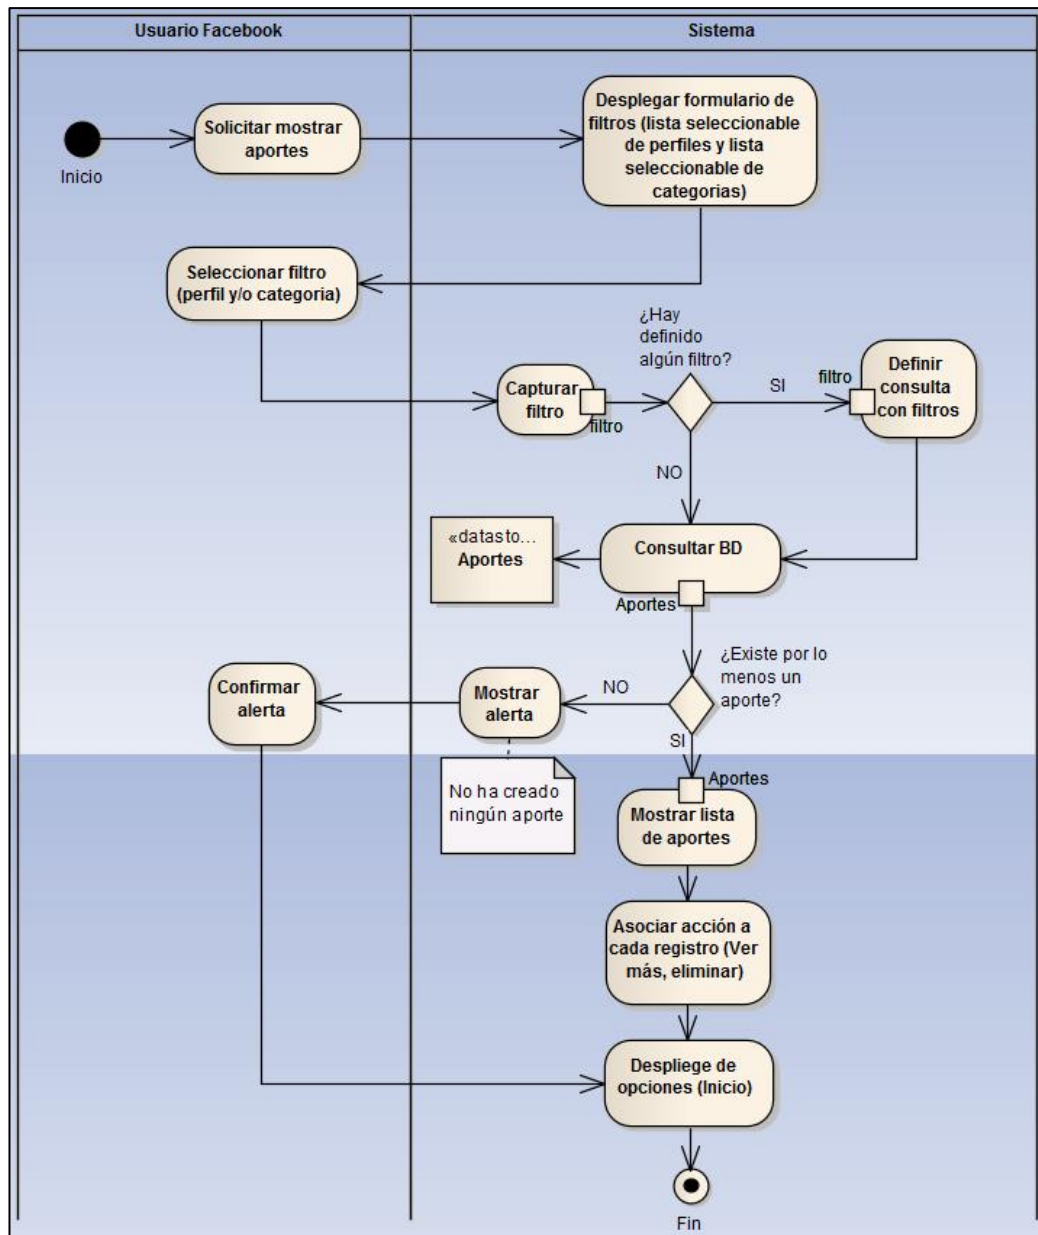 Usuario Facebook
Sistema
Solicitar mostrar
aportes
Inicio
Desplegar formulario de
filtros (lista seleccionable
de perfiles y lista
seleccionable de
categorias)
Seleccionar filtro
(perfil y/o categoria)
¿Hay
definido
algún filtro?
Capturar
filtro
filtro
SI
filtro
Definir
consulta
con filtros
NO
«datasto...
Aportes
Consultar BD
Aportes
¿Existe por lo
menos un
aporte?
Confirmar
alerta
Mostrar
alerta
NO
SI
No ha creado
ningún aporte
Aportes
Mostrar lista
de aportes
Asociar acción a
cada registro (Ver
más, eliminar)
Despliege de
opciones (Inicio)
Fin